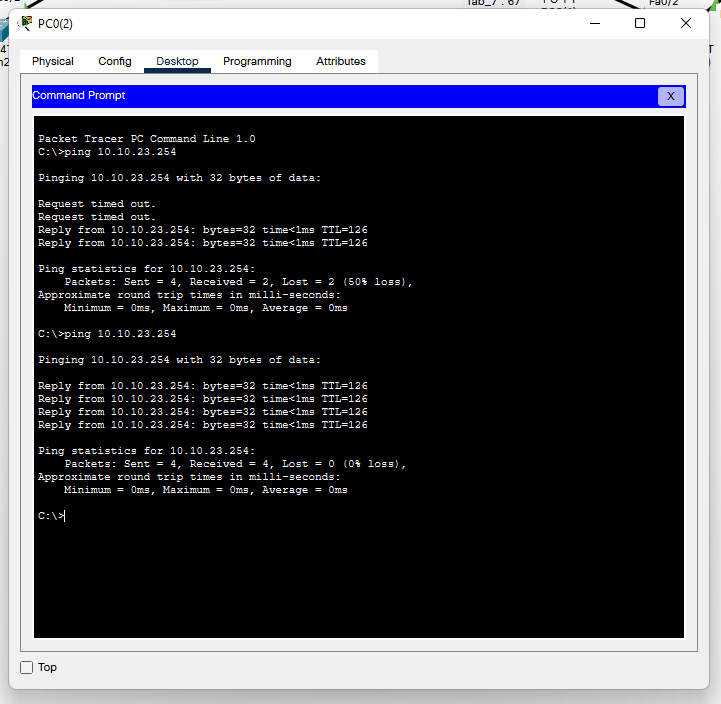 Tab_7 : 67
Fa0/2
PC0(2)
Physical
Config
Desktop
Programming
Attributes
Command Prompt
X
Packet Tracer PC Command Line 1.0
C:\>ping 10.10.23.254
Pinging 10.10.23.254 with 32 bytes of data:
Request timed out.
Request timed out.
Reply from 10.10.23.254: bytes=32 time<1ms TTL=126
Reply from 10.10.23.254: bytes=32 time<1ms TTL=126
Ping statistics for 10.10.23.254:
Packets: Sent = 4, Received = 2, Lost = 2 (50% loss),
Approximate round trip times in milli-seconds:
Minimum = 0ms, Maximum = 0ms, Average = 0ms
C:\>ping 10.10.23.254
Pinging 10.10.23.254 with 32 bytes of data:
Reply from 10.10.23.254: bytes=32 time<1ms TTL=126
Reply from 10.10.23.254: bytes=32 time<1ms TTL=126
Reply from 10.10.23.254: bytes=32 time<1ms TTL=126
Reply from 10.10.23.254: bytes=32 time<1ms TTL=126
Ping statistics for 10.10.23.254:
Packets: Sent = 4, Received = 4, Lost = 0 (0% loss),
Approximate round trip times in milli-seconds:
Minimum = 0ms, Maximum = 0ms, Average = 0ms
C:\>
Top